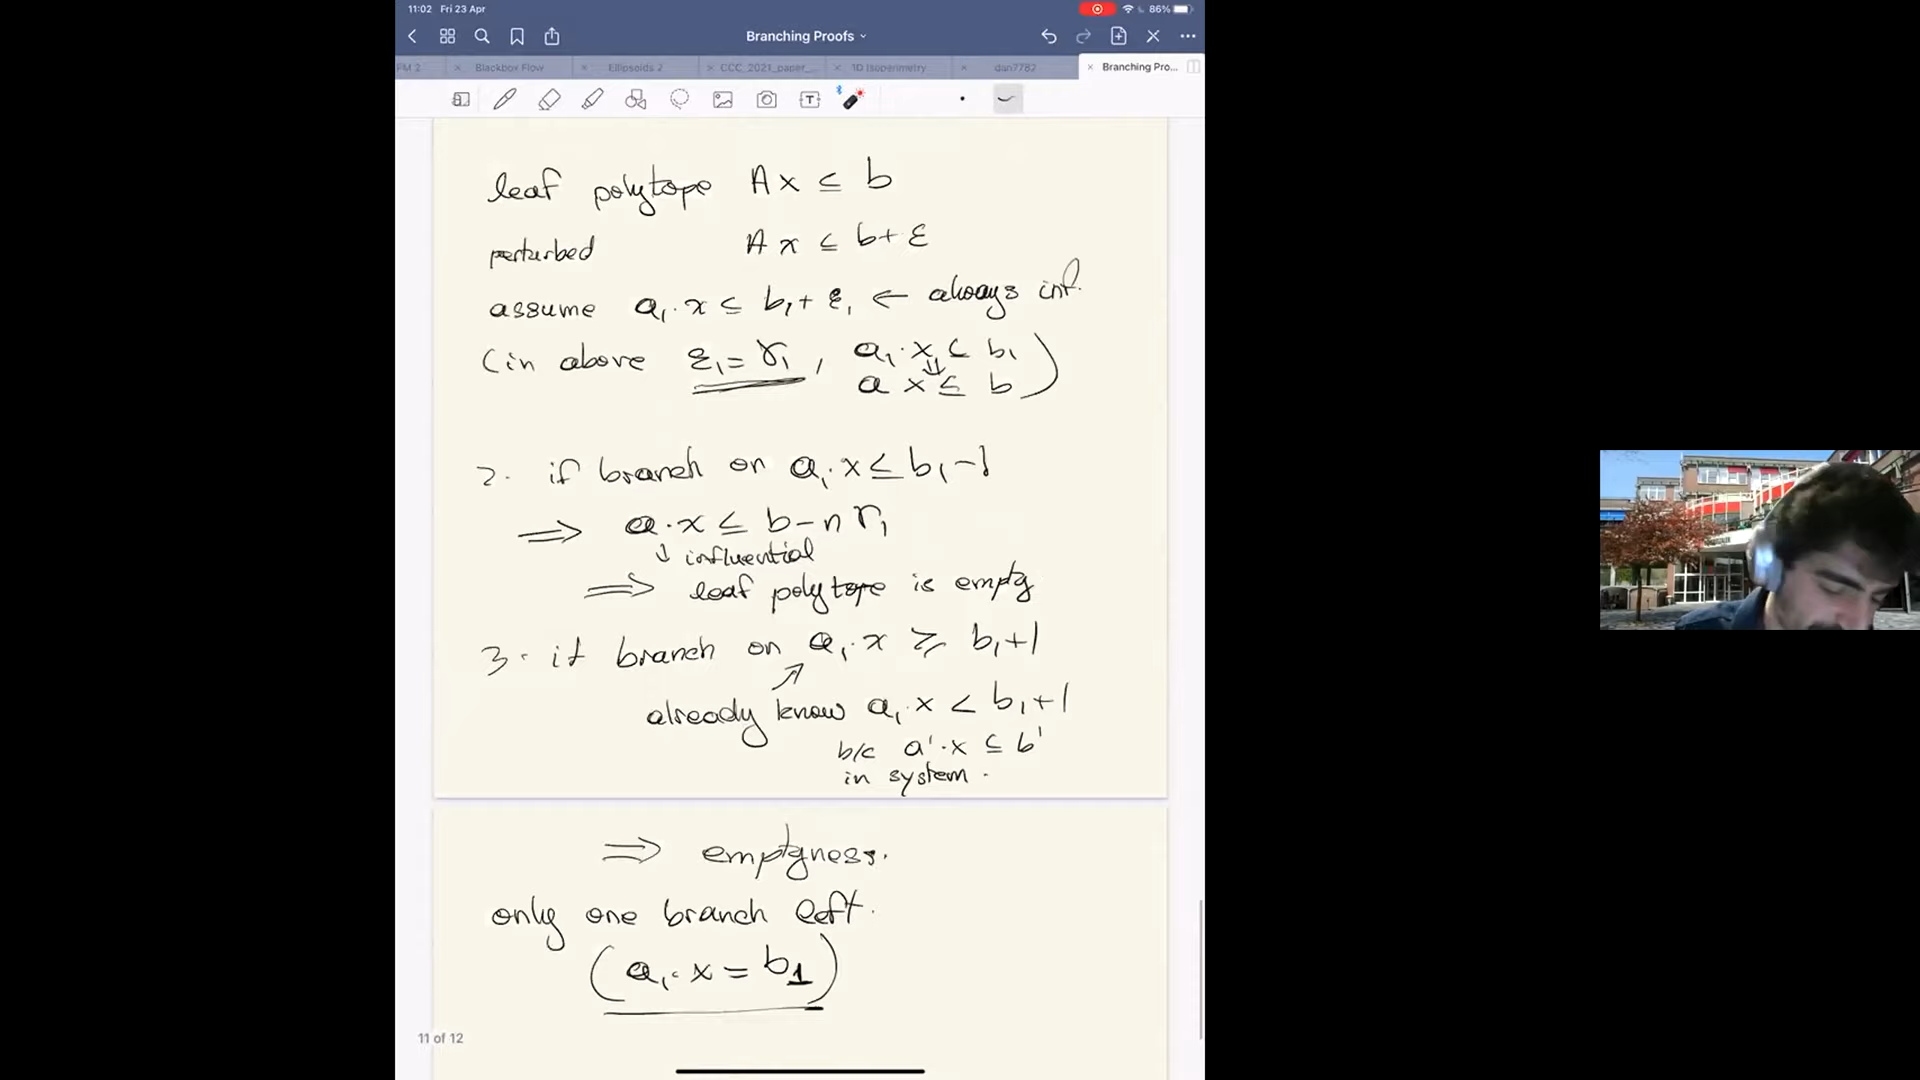 11:02 Fri 23 Apr
86%
Branching Proofs
FM 2
Blackbox Flow
Ellipsoids 2
CCC_2021_paper_...
1D Isoperimetry
dan7782
Branching Pro...
leaf polytope Ax ≤ b
perturbed Ax ≤ b+ε
assume a₁·x ≤ b₁+ε₁ ← always inf.
(in above ε₁=γ₁, a₁·x ≤ b₁
⇓
a x ≤ b)
2. if branch on a₁·x ≤ b₁-1
⟹ a·x ≤ b-nγ₁
↓ influential
⟹ leaf polytope is empty
3. if branch on a₁·x ≥ b₁+1
↗
already know a₁·x < b₁+1
b/c a'·x ≤ b'
in system.
⟹ emptyness.
only one branch left.
(a₁·x = b₁)
11 of 12